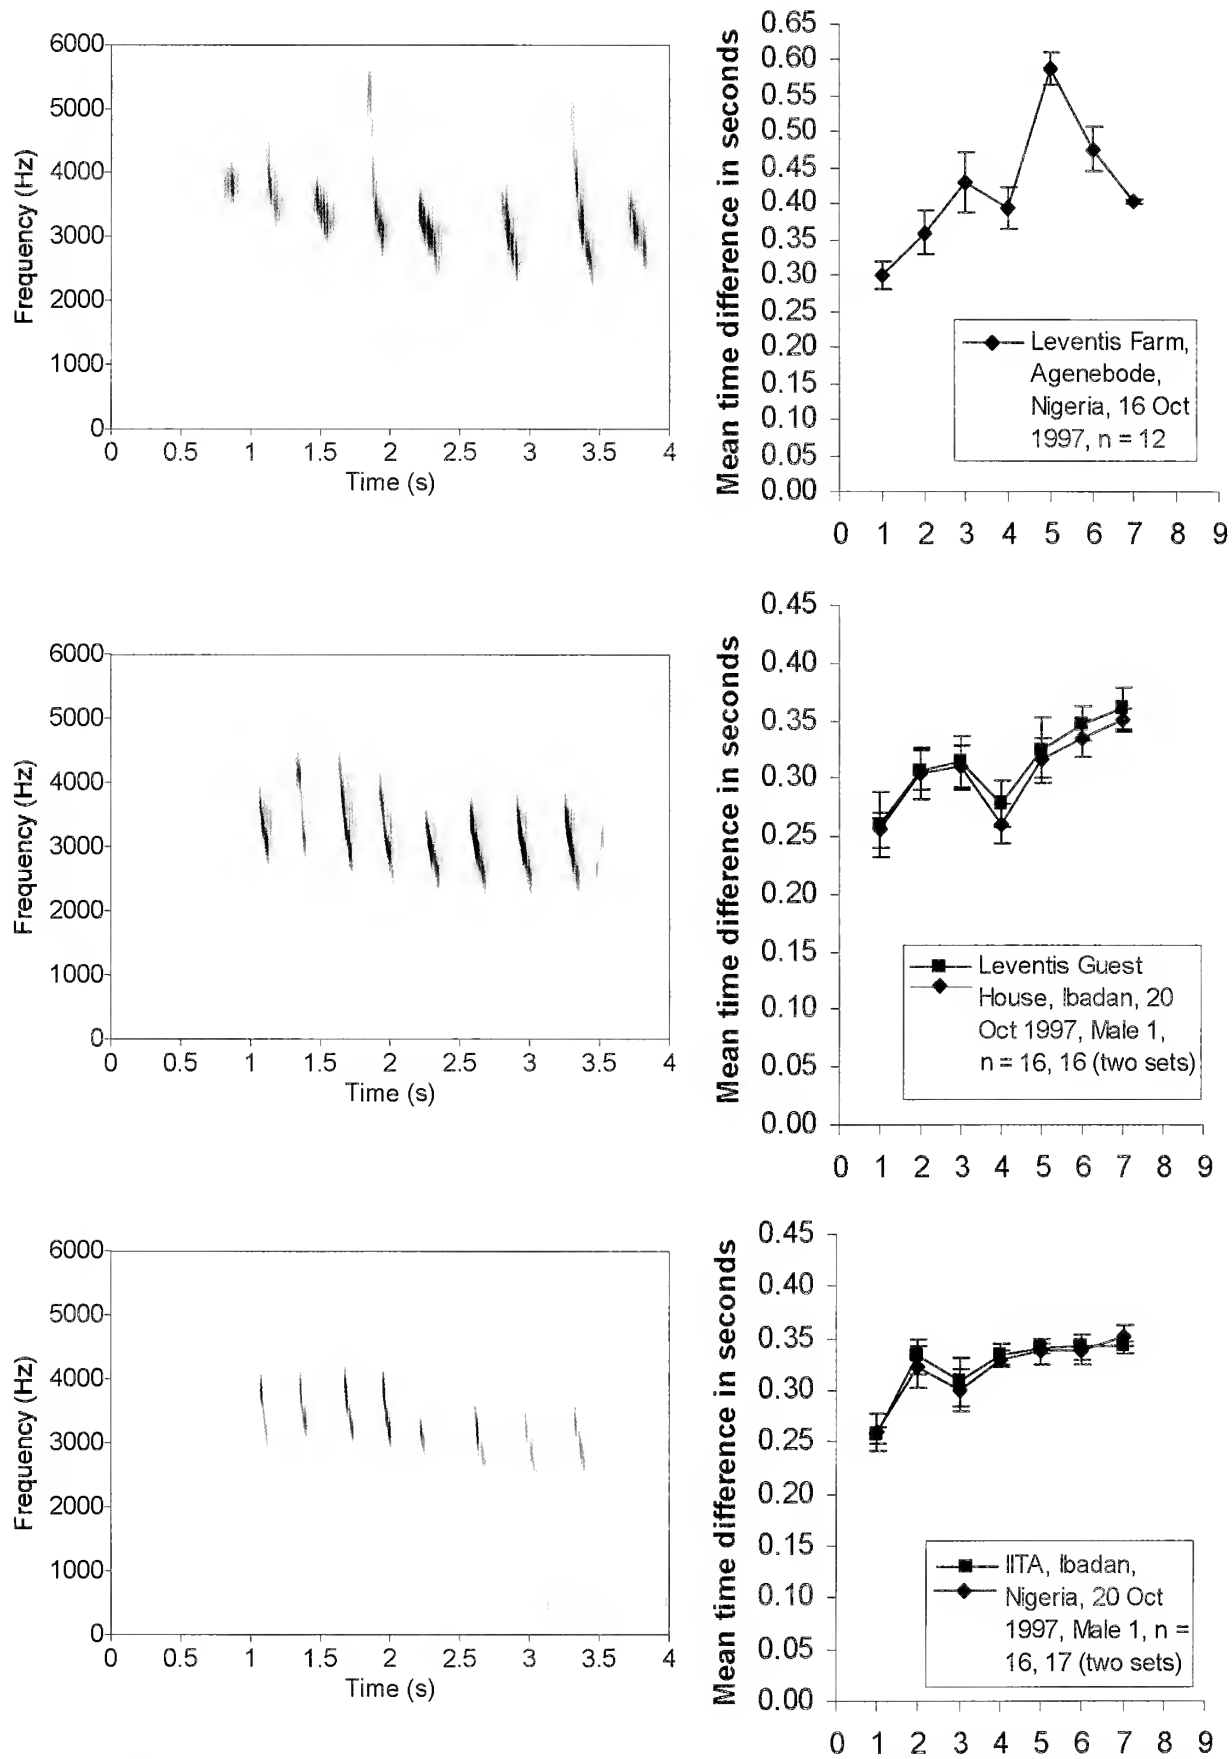 6000
5000
4000
3000
2000
1000
0
Frequency (Hz)
0 0.5 1 1.5 2 2.5 3 3.5 4
Time (s)
0.65
0.60
0.55
0.50
0.45
0.40
0.35
0.30
0.25
0.20
0.15
0.10
0.05
0.00
Mean time difference in seconds
0 1 2 3 4 5 6 7 8 9
Leventis Farm,
Agenebode,
Nigeria, 16 Oct
1997, n = 12
6000
5000
4000
3000
2000
1000
0
Frequency (Hz)
0 0.5 1 1.5 2 2.5 3 3.5 4
Time (s)
0.45
0.40
0.35
0.30
0.25
0.20
0.15
0.10
0.05
0.00
Mean time difference in seconds
0 1 2 3 4 5 6 7 8 9
Leventis Guest
House, Ibadan, 20
Oct 1997, Male 1,
n = 16, 16 (two sets)
6000
5000
4000
3000
2000
1000
0
Frequency (Hz)
0 0.5 1 1.5 2 2.5 3 3.5 4
Time (s)
0.45
0.40
0.35
0.30
0.25
0.20
0.15
0.10
0.05
0.00
Mean time difference in seconds
0 1 2 3 4 5 6 7 8 9
IITA, Ibadan,
Nigeria, 20 Oct
1997, Male 1, n =
16, 17 (two sets)